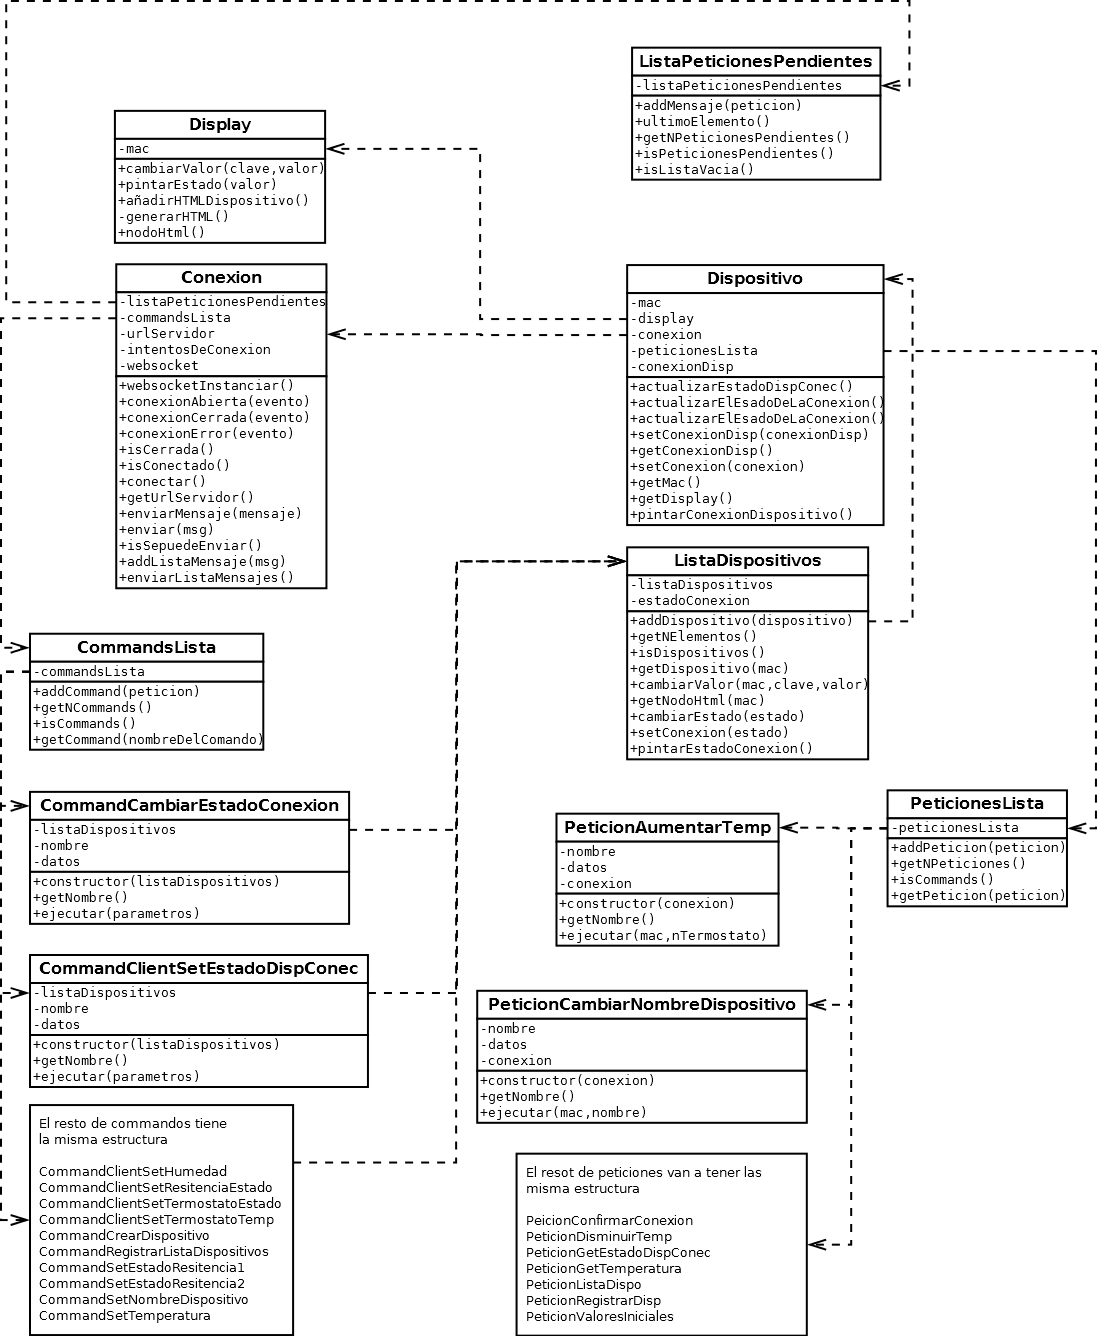 ListaPeticionesPendientes
-listaPeticionesPendientes
+addMensaje(peticion)
+ultimoElemento()
+getNPeticionesPendientes()
+isPeticionesPendientes()
+isListaVacia()
Display
-mac
+cambiarValor(clave,valor)
+pintarEstado(valor)
+añadirHTMLDispositivo()
-generarHTML()
+nodoHtml()
Conexion
-listaPeticionesPendientes
-commandsLista
-urlServidor
-intentosDeConexion
-websocket
+websocketInstanciar()
+conexionAbierta(evento)
+conexionCerrada(evento)
+conexionError(evento)
+isCerrada()
+isConectado()
+conectar()
+getUrlServidor()
+enviarMensaje(mensaje)
+enviar(msg)
+isSepuedeEnviar()
+addListaMensaje(msg)
+enviarListaMensajes()
Dispositivo
-mac
-display
-conexion
-peticionesLista
-conexionDisp
+actualizarEstadoDispConec()
+actualizarElEsadoDeLaConexion()
+actualizarElEsadoDeLaConexion()
+setConexionDisp(conexionDisp)
+getConexionDisp()
+setConexion(conexion)
+getMac()
+getDisplay()
+pintarConexionDispositivo()
ListaDispositivos
-listaDispositivos
-estadoConexion
+addDispositivo(dispositivo)
+getNElementos()
+isDispositivos()
+getDispositivo(mac)
+cambiarValor(mac,clave,valor)
+getNodoHtml(mac)
+cambiarEstado(estado)
+setConexion(estado)
+pintarEstadoConexion()
CommandsLista
-commandsLista
+addCommand(peticion)
+getNCommands()
+isCommands()
+getCommand(nombreDelComando)
CommandCambiarEstadoConexion
-listaDispositivos
-nombre
-datos
+constructor(listaDispositivos)
+getNombre()
+ejecutar(parametros)
PeticionAumentarTemp
-nombre
-datos
-conexion
+constructor(conexion)
+getNombre()
+ejecutar(mac,nTermostato)
PeticionesLista
-peticionesLista
+addPeticion(peticion)
+getNPeticiones()
+isCommands()
+getPeticion(peticion)
CommandClientSetEstadoDispConec
-listaDispositivos
-nombre
-datos
+constructor(listaDispositivos)
+getNombre()
+ejecutar(parametros)
PeticionCambiarNombreDispositivo
-nombre
-datos
-conexion
+constructor(conexion)
+getNombre()
+ejecutar(mac,nombre)
El resto de commandos tiene
la misma estructura
CommandClientSetHumedad
CommandClientSetResitenciaEstado
CommandClientSetTermostatoEstado
CommandClientSetTermostatoTemp
CommandCrearDispositivo
CommandRegistrarListaDispositivos
CommandSetEstadoResitencia1
CommandSetEstadoResitencia2
CommandSetNombreDispositivo
CommandSetTemperatura
El resot de peticiones van a tener las
misma estructura
PeicionConfirmarConexion
PeticionDisminuirTemp
PeticionGetEstadoDispConec
PeticionGetTemperatura
PeticionListaDispo
PeticionRegistrarDisp
PeticionValoresIniciales